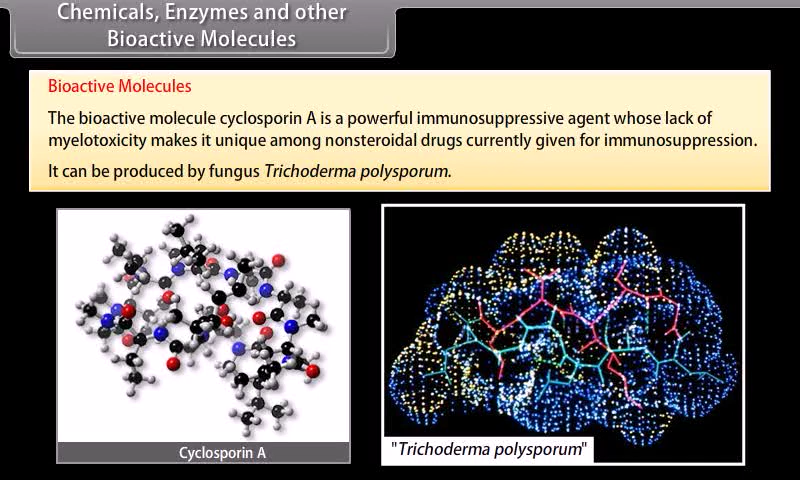 Chemicals, Enzymes and other
Bioactive Molecules
Bioactive Molecules
The bioactive molecule cyclosporin A is a powerful immunosuppressive agent whose lack of
myelotoxicity makes it unique among nonsteroidal drugs currently given for immunosuppression.
It can be produced by fungus Trichoderma polysporum.
Cyclosporin A
"Trichoderma polysporum"